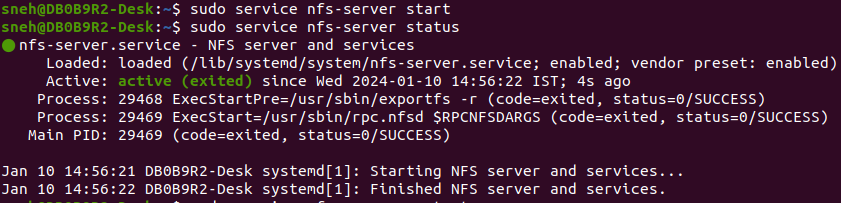 sneh@DB0B9R2-Desk:~$ sudo service nfs-server start
sneh@DB0B9R2-Desk:~$ sudo service nfs-server status
● nfs-server.service - NFS server and services
     Loaded: loaded (/lib/systemd/system/nfs-server.service; enabled; vendor preset: enabled)
     Active: active (exited) since Wed 2024-01-10 14:56:22 IST; 4s ago
    Process: 29468 ExecStartPre=/usr/sbin/exportfs -r (code=exited, status=0/SUCCESS)
    Process: 29469 ExecStart=/usr/sbin/rpc.nfsd $RPCNFSDARGS (code=exited, status=0/SUCCESS)
   Main PID: 29469 (code=exited, status=0/SUCCESS)

Jan 10 14:56:21 DB0B9R2-Desk systemd[1]: Starting NFS server and services...
Jan 10 14:56:22 DB0B9R2-Desk systemd[1]: Finished NFS server and services.